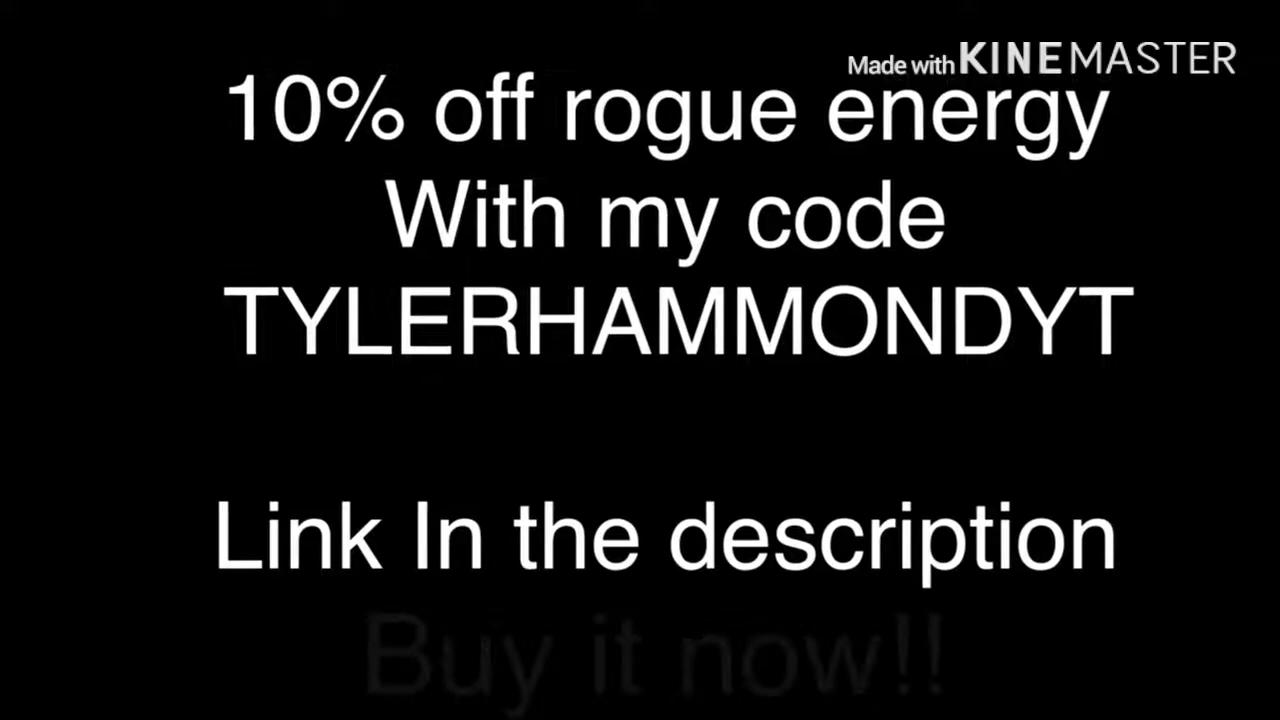 Made with KINEMASTER
10% off rogue energy
With my code
TYLERHAMMONDYT
Link In the description
Buy it now!!